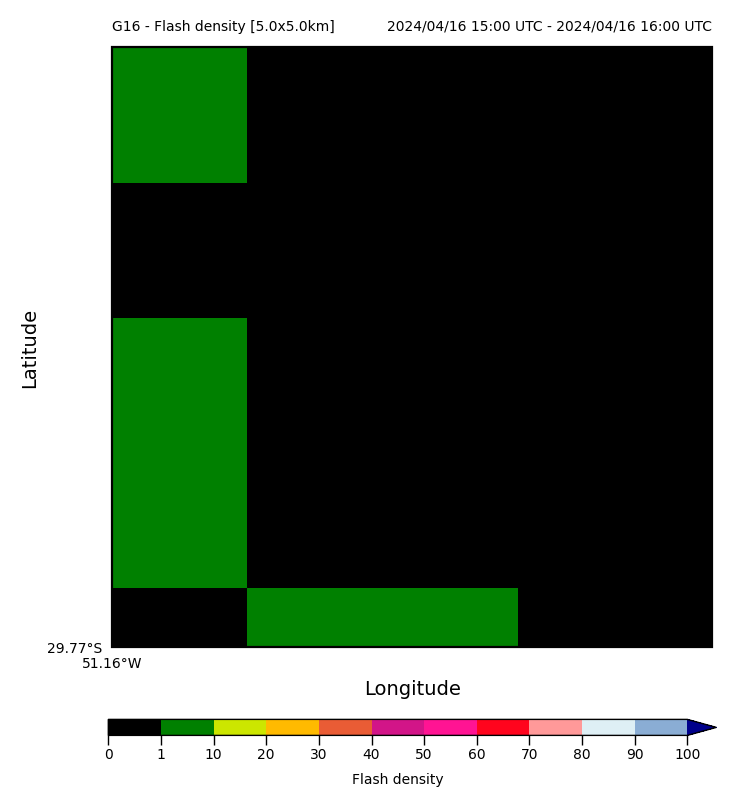 G16 - Flash density [5.0x5.0km] 2024/04/16 15:00 UTC - 2024/04/16 16:00 UTC
Latitude
29.77°S
51.16°W
Longitude
0 1 10 20 30 40 50 60 70 80 90 100
Flash density